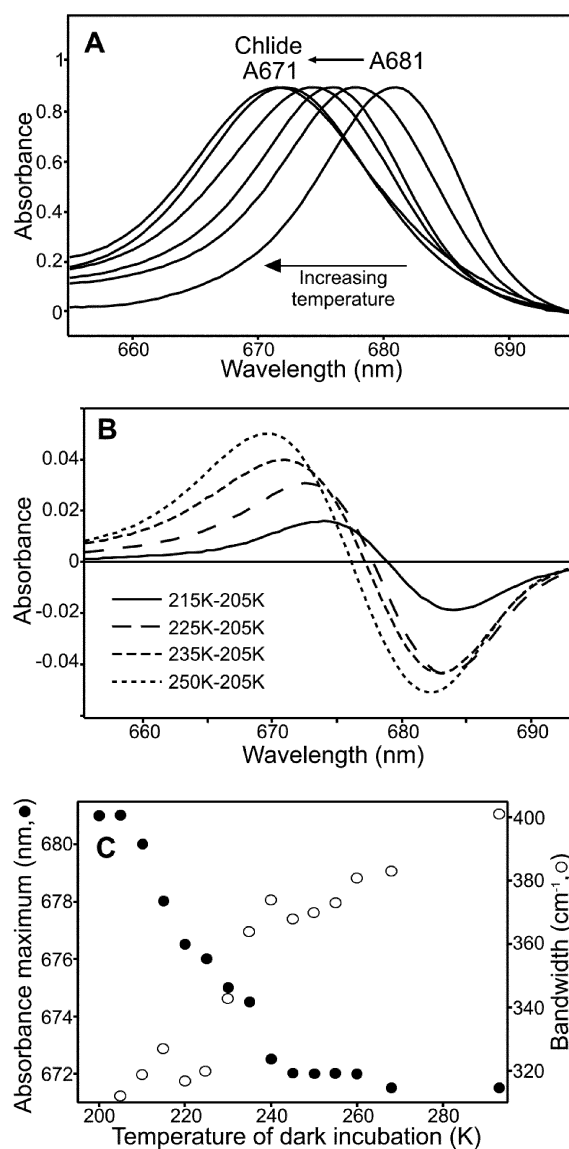 A
Chlide
A671 A681
Absorbance
1
0.8
0.6
0.4
0.2
0
Increasing
temperature
660 670 680 690
Wavelength (nm)
B
Absorbance
0.04
0.02
0
-0.02
-0.04
215K-205K
225K-205K
235K-205K
250K-205K
660 670 680 690
Wavelength (nm)
C
Absorbance maximum (nm,●)
680
678
676
674
672
400
380
360
340
320
Bandwidth (cm⁻¹,○)
200 220 240 260 280
Temperature of dark incubation (K)